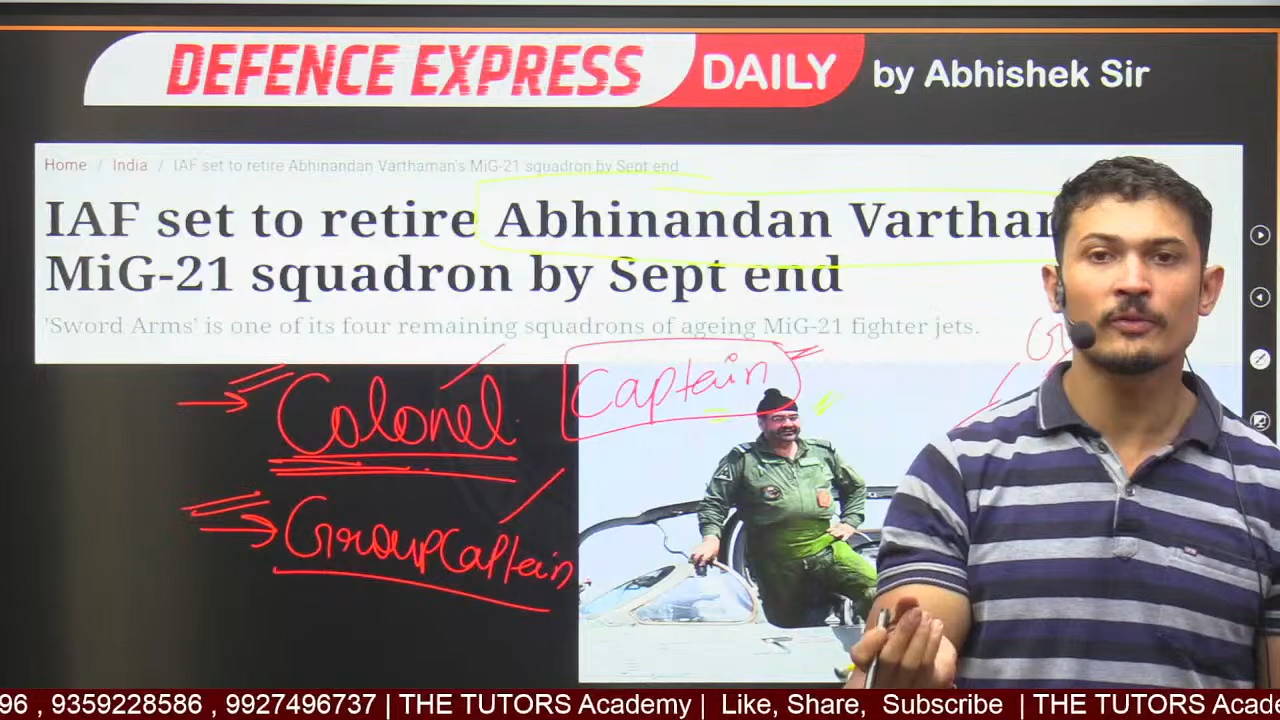 DEFENCE EXPRESS DAILY by Abhishek Sir
Home / India / IAF set to retire Abhinandan Varthaman's MiG-21 squadron by Sept end
IAF set to retire Abhinandan Vartham
MiG-21 squadron by Sept end
'Sword Arms' is one of its four remaining squadrons of ageing MiG-21 fighter jets.
Captain
Colonel
Group Captain
96 , 9359228586 , 9927496737 | THE TUTORS Academy | Like, Share, Subscribe | THE TUTORS Acade